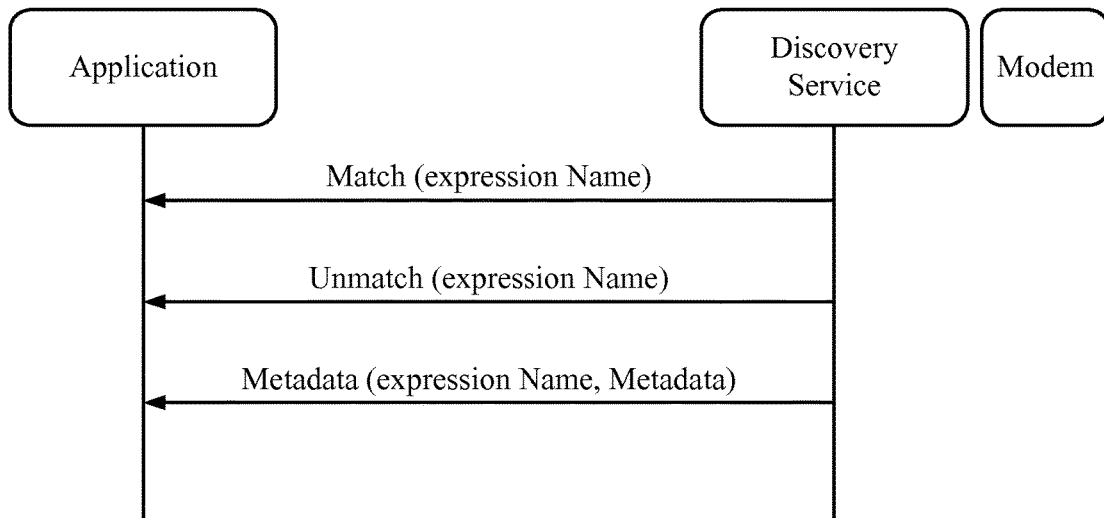 Application
Discovery
Service
Modem
Match (expression Name)
Unmatch (expression Name)
Metadata (expression Name, Metadata)